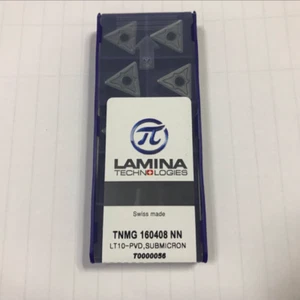 LAMINA
TECHNOLOGIES
Swiss made
TNMG 160408 NN
LT10-PVD,SUBMICRON
T0000056